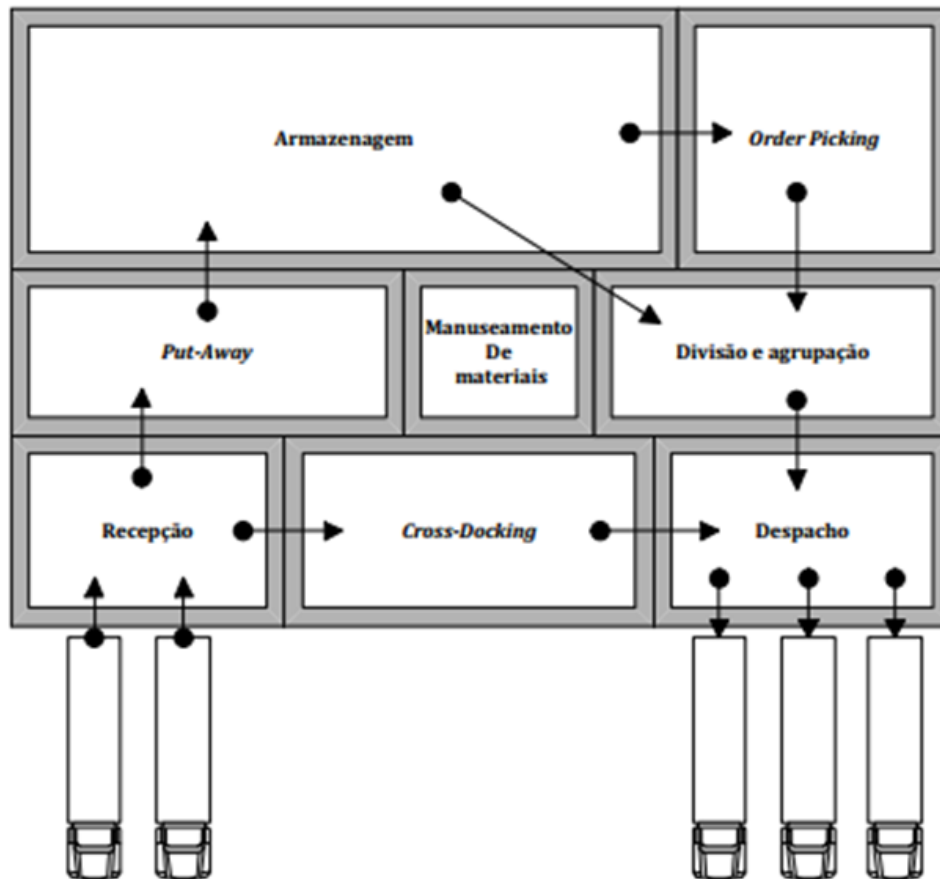 Armazenagem
Order Picking
Put-Away
Manuseamento
De
materiais
Divisão e agrupação
Recepção
Cross-Docking
Despacho